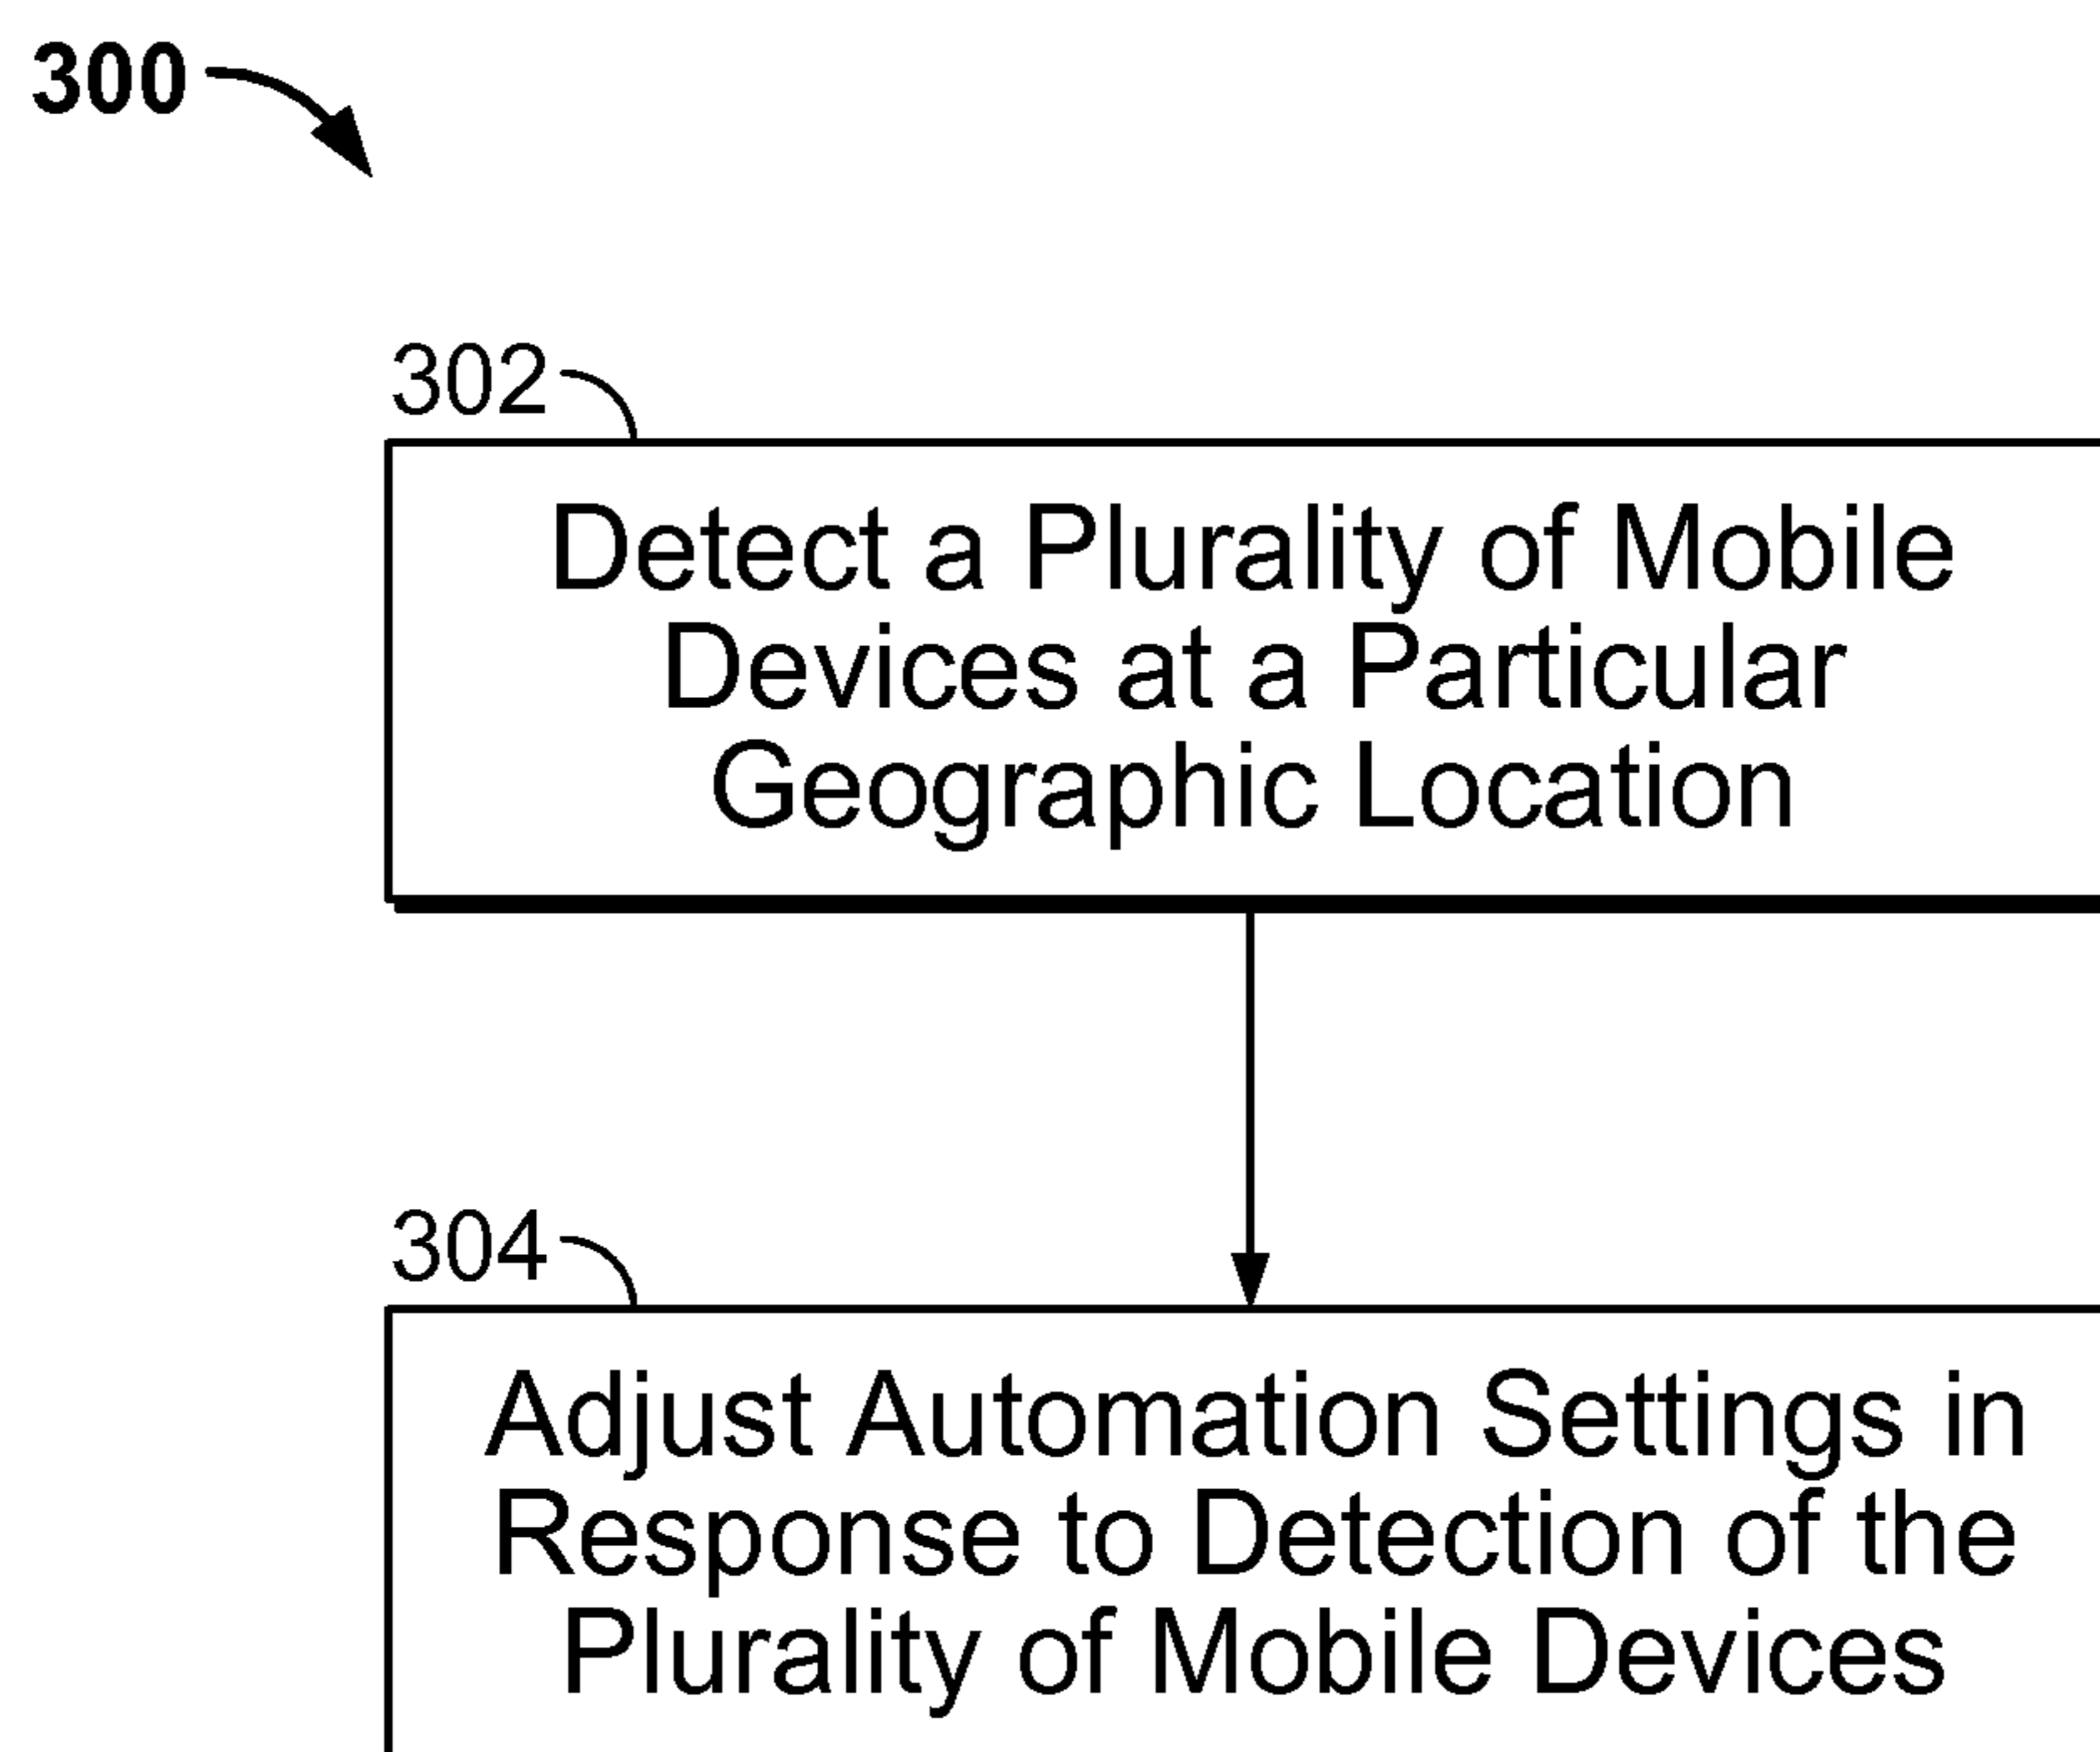 300
302
Detect a Plurality of Mobile
Devices at a Particular
Geographic Location
304
Adjust Automation Settings in
Response to Detection of the
Plurality of Mobile Devices